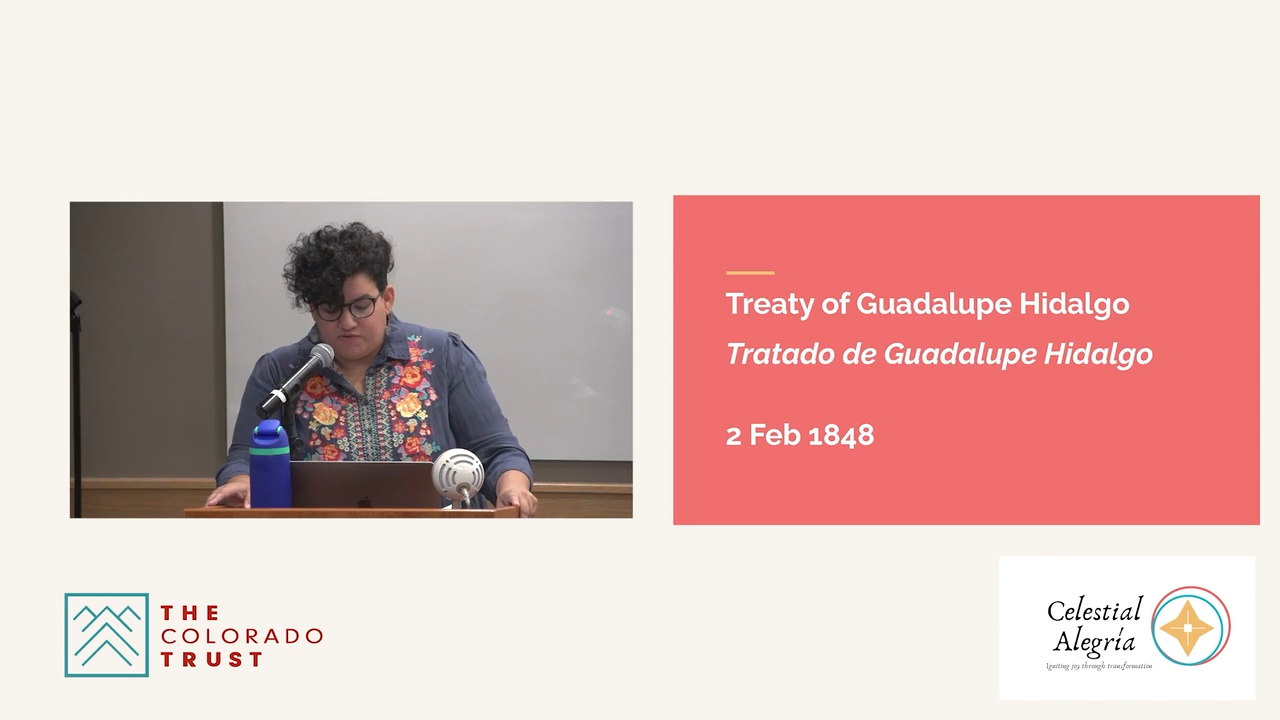 Treaty of Guadalupe Hidalgo
Tratado de Guadalupe Hidalgo
2 Feb 1848
THE
COLORADO
TRUST
Celestial
Alegría
Igniting joy through transformation